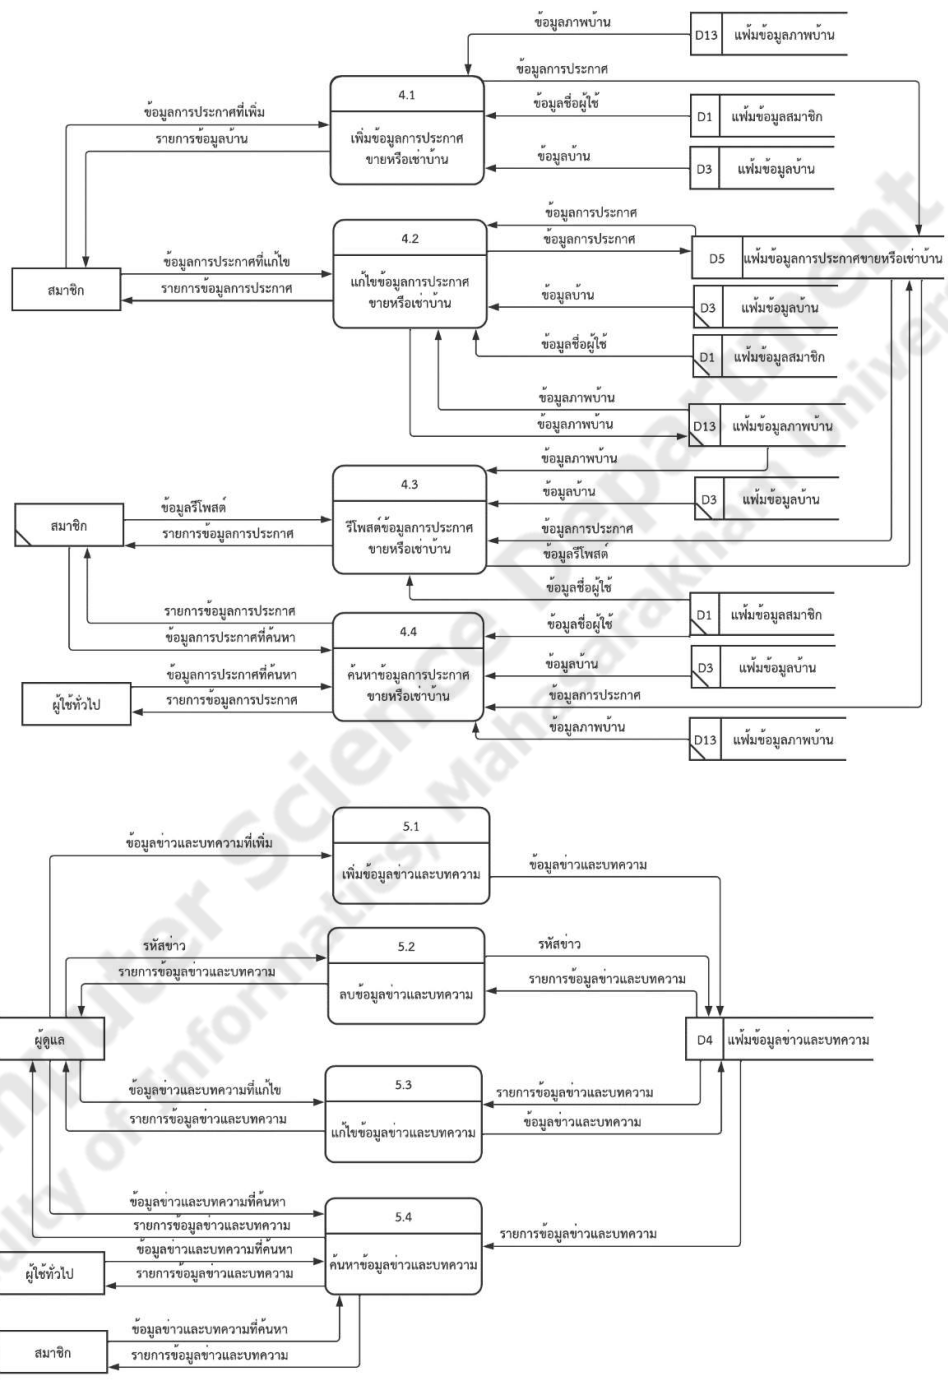 ข้อมูลภาพบ้าน
D13 แฟ้มข้อมูลภาพบ้าน
ข้อมูลการประกาศ
4.1
ข้อมูลการประกาศที่เพิ่ม
ข้อมูลชื่อผู้ใช้
D1 แฟ้มข้อมูลสมาชิก
รายการข้อมูลบ้าน
เพิ่มข้อมูลการประกาศ
ขายหรือเช่าบ้าน
ข้อมูลบ้าน
D3 แฟ้มข้อมูลบ้าน
ข้อมูลการประกาศ
4.2
ข้อมูลการประกาศ
ข้อมูลการประกาศที่แก้ไข
D5 แฟ้มข้อมูลการประกาศขายหรือเช่าบ้าน
สมาชิก
รายการข้อมูลการประกาศ
แก้ไขข้อมูลการประกาศ
ขายหรือเช่าบ้าน
ข้อมูลบ้าน
D3 แฟ้มข้อมูลบ้าน
ข้อมูลชื่อผู้ใช้
D1 แฟ้มข้อมูลสมาชิก
ข้อมูลภาพบ้าน
ข้อมูลภาพบ้าน
D13 แฟ้มข้อมูลภาพบ้าน
ข้อมูลภาพบ้าน
4.3
ข้อมูลบ้าน
D3 แฟ้มข้อมูลบ้าน
สมาชิก
ข้อมูลรีโพสต์
รายการข้อมูลการประกาศ
รีโพสต์ข้อมูลการประกาศ
ขายหรือเช่าบ้าน
ข้อมูลการประกาศ
ข้อมูลรีโพสต์
ข้อมูลชื่อผู้ใช้
D1 แฟ้มข้อมูลสมาชิก
รายการข้อมูลการประกาศ
ข้อมูลการประกาศที่ค้นหา
4.4
ข้อมูลชื่อผู้ใช้
ข้อมูลบ้าน
D3 แฟ้มข้อมูลบ้าน
ข้อมูลการประกาศที่ค้นหา
ค้นหาข้อมูลการประกาศ
ขายหรือเช่าบ้าน
ผู้ใช้ทั่วไป
รายการข้อมูลการประกาศ
ข้อมูลการประกาศ
ข้อมูลภาพบ้าน
D13 แฟ้มข้อมูลภาพบ้าน
5.1
ข้อมูลข่าวและบทความที่เพิ่ม
เพิ่มข้อมูลข่าวและบทความ
ข้อมูลข่าวและบทความ
รหัสข่าว
5.2
รหัสข่าว
รายการข้อมูลข่าวและบทความ
ลบข้อมูลข่าวและบทความ
รายการข้อมูลข่าวและบทความ
ผู้ดูแล
D4 แฟ้มข้อมูลข่าวและบทความ
5.3
ข้อมูลข่าวและบทความที่แก้ไข
รายการข้อมูลข่าวและบทความ
รายการข้อมูลข่าวและบทความ
แก้ไขข้อมูลข่าวและบทความ
ข้อมูลข่าวและบทความ
ข้อมูลข่าวและบทความที่ค้นหา
5.4
รายการข้อมูลข่าวและบทความ
รายการข้อมูลข่าวและบทความ
ข้อมูลข่าวและบทความที่ค้นหา
ค้นหาข้อมูลข่าวและบทความ
ผู้ใช้ทั่วไป
รายการข้อมูลข่าวและบทความ
ข้อมูลข่าวและบทความที่ค้นหา
สมาชิก
รายการข้อมูลข่าวและบทความ
Computer Science Department
Faculty of Informatics, Mahasarakham University